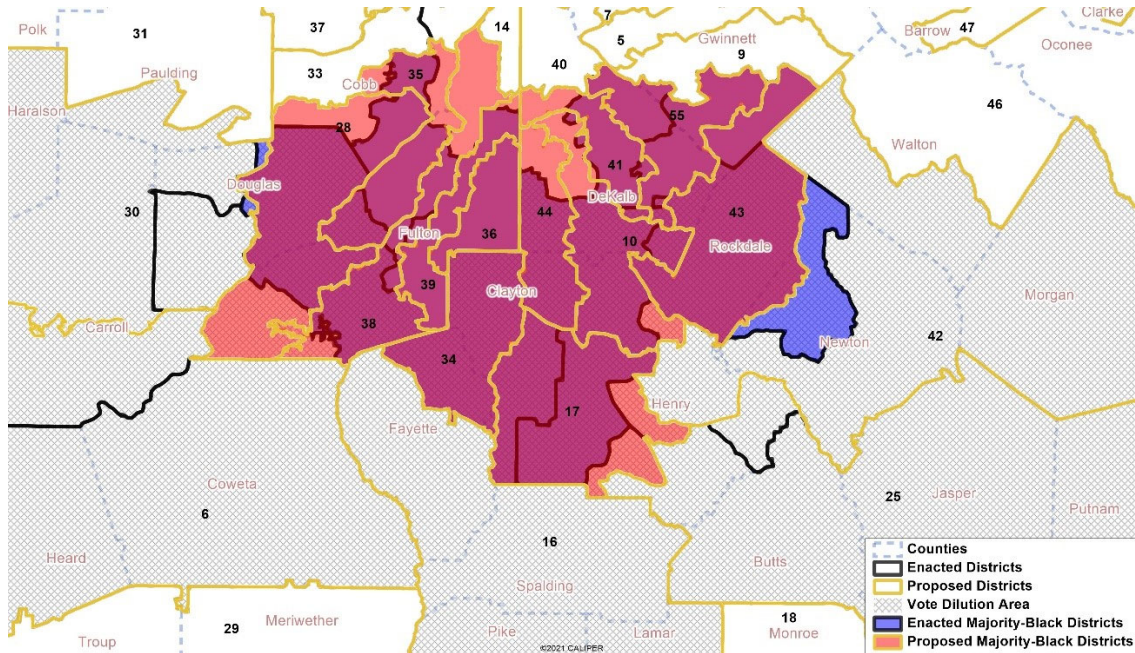 7
Polk
31
37
14
Clarke
47
Barrow
5
Gwinnett
Oconee
40
9
Paulding
33
Cobb
35
46
Haralson
28
55
Walton
41
Douglas
DeKalb
30
44
43
Fulton
36
10
Rockdale
39
Clayton
Morgan
38
Carroll
42
Newton
34
17
Henry
Fayette
Coweta
25
Jasper
6
Putnam
16
Heard
Butts
Spalding
Counties
Enacted Districts
Proposed Districts
Vote Dilution Area
Enacted Majority-Black Districts
Proposed Majority-Black Districts
18
Meriwether
29
Troup
Pike
Lamar
Monroe
©2021 CALIPER